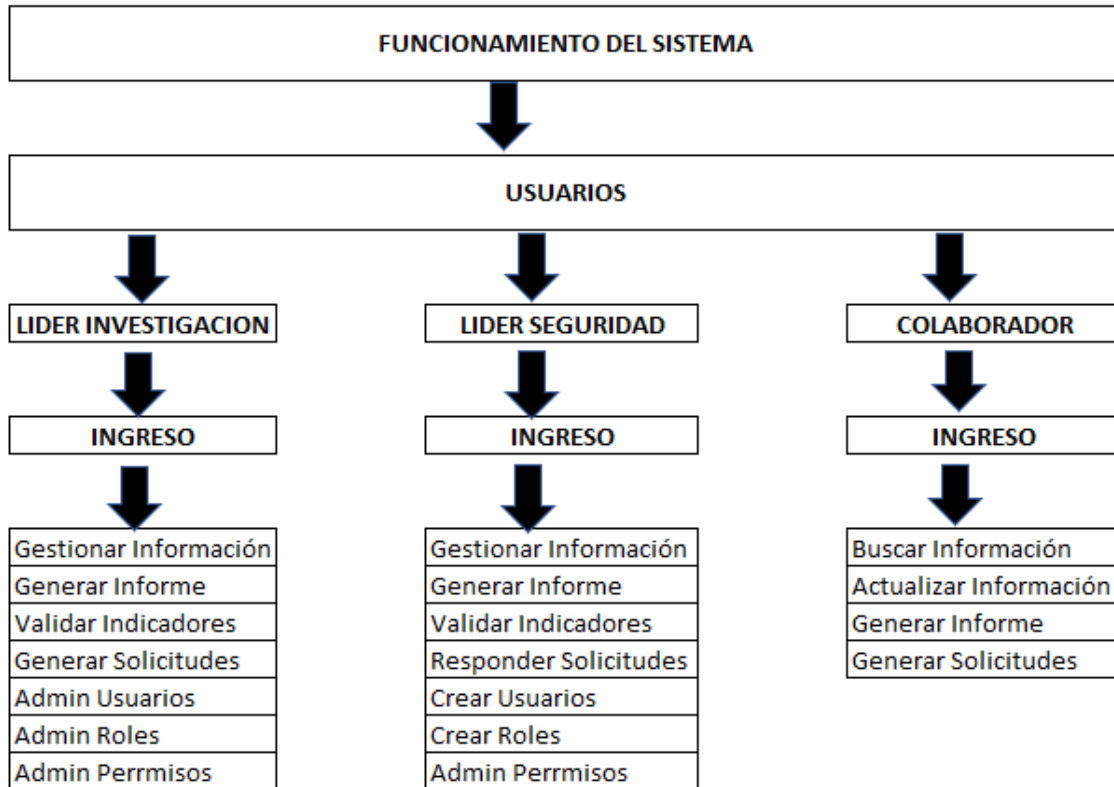 FUNCIONAMIENTO DEL SISTEMA
USUARIOS
LIDER INVESTIGACION
LIDER SEGURIDAD
COLABORADOR
INGRESO
INGRESO
INGRESO
Gestionar Información
Generar Informe
Validar Indicadores
Generar Solicitudes
Admin Usuarios
Admin Roles
Admin Perrmisos
Gestionar Información
Generar Informe
Validar Indicadores
Responder Solicitudes
Crear Usuarios
Crear Roles
Admin Perrmisos
Buscar Información
Actualizar Información
Generar Informe
Generar Solicitudes